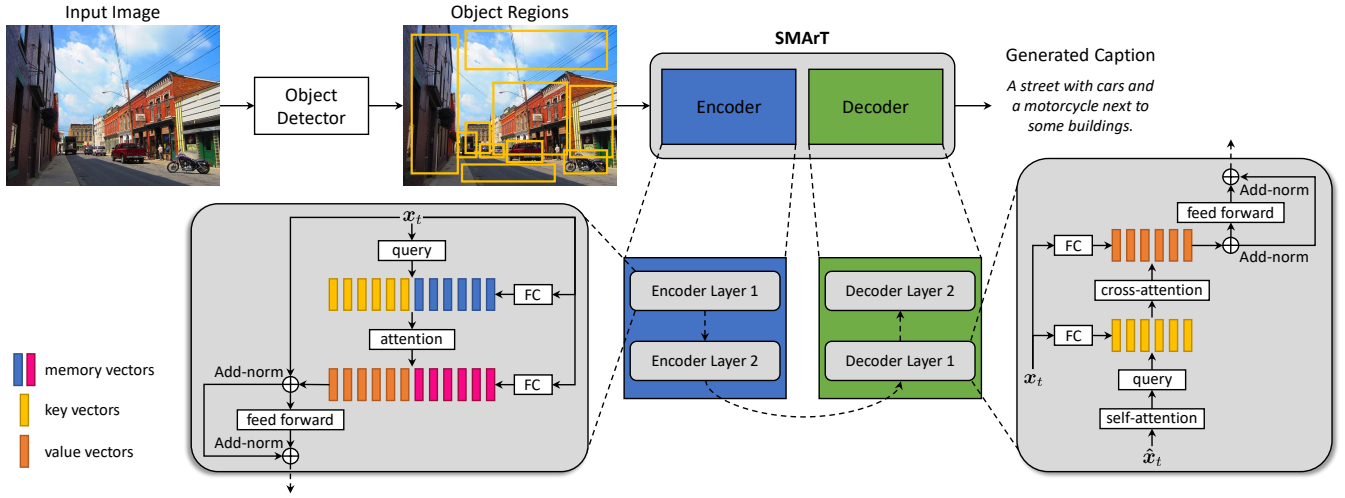 Input Image
Object Regions
SMArT
Generated Caption
Object
Detector
Encoder
Decoder
A street with cars and
a motorcycle next to
some buildings.
x_t
query
FC
attention
FC
Add-norm
feed forward
Add-norm
memory vectors
key vectors
value vectors
Encoder Layer 1
Encoder Layer 2
Decoder Layer 2
Decoder Layer 1
Add-norm
feed forward
FC
Add-norm
cross-attention
FC
x_t
query
self-attention
x̂_t